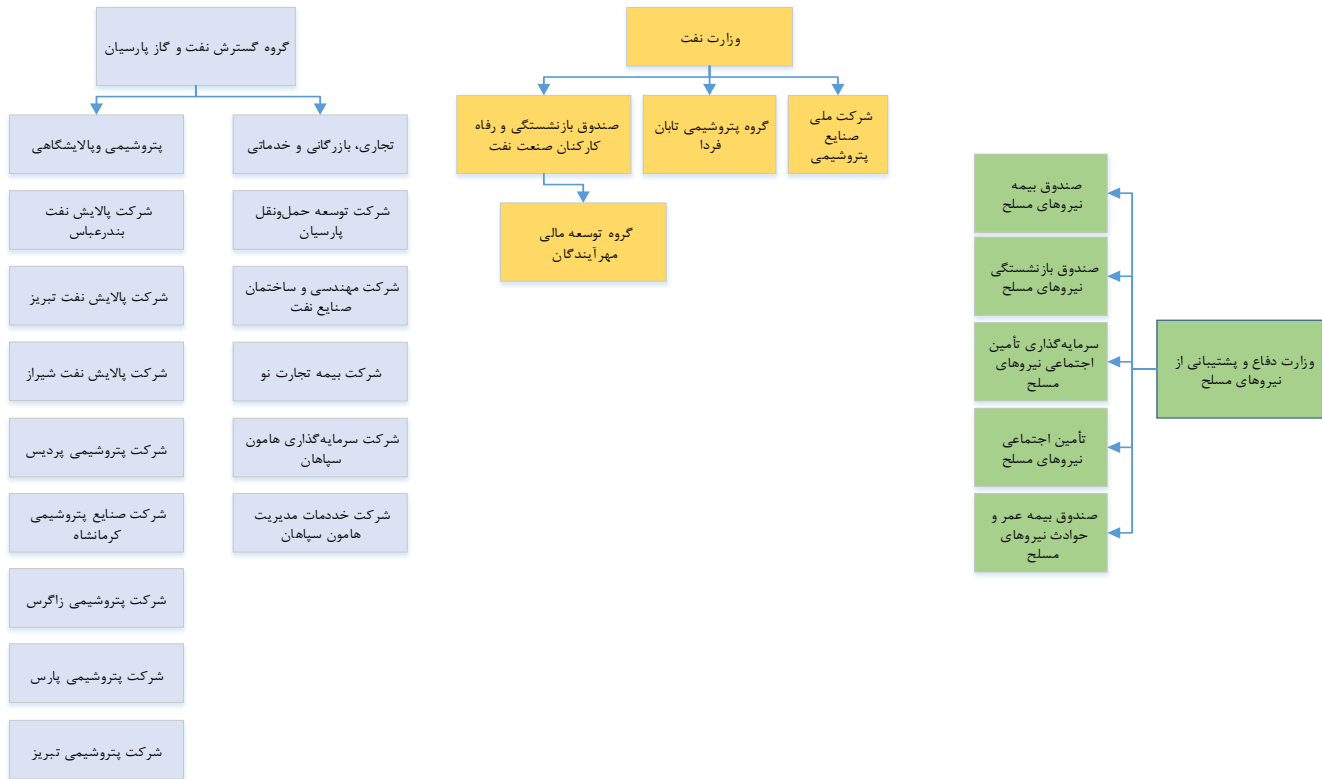 گروه گسترش نفت و گاز پارسیان
پتروشیمی وپالایشگاهی
شرکت پالایش نفت
بندرعباس
شرکت پالایش نفت تبریز
شرکت پالایش نفت شیراز
شرکت پتروشیمی پردیس
شرکت صنایع پتروشیمی
کرمانشاه
شرکت پتروشیمی زاگرس
شرکت پتروشیمی پارس
شرکت پتروشیمی تبریز
تجاری، بازرگانی و خدماتی
شرکت توسعه حمل‌ونقل
پارسیان
شرکت مهندسی و ساختمان
صنایع نفت
شرکت بیمه تجارت نو
شرکت سرمایه‌گذاری هامون
سپاهان
شرکت خددمات مدیریت
هامون سپاهان
وزارت نفت
صندوق بازنشستگی و رفاه
کارکنان صنعت نفت
گروه توسعه مالی
مهرآیندگان
گروه پتروشیمی تابان
فردا
شرکت ملی
صنایع
پتروشیمی
وزارت دفاع و پشتیبانی از
نیروهای مسلح
صندوق بیمه
نیروهای مسلح
صندوق بازنشستگی
نیروهای مسلح
سرمایه‌گذاری تأمین
اجتماعی نیروهای
مسلح
تأمین اجتماعی
نیروهای مسلح
صندوق بیمه عمر و
حوادث نیروهای
مسلح